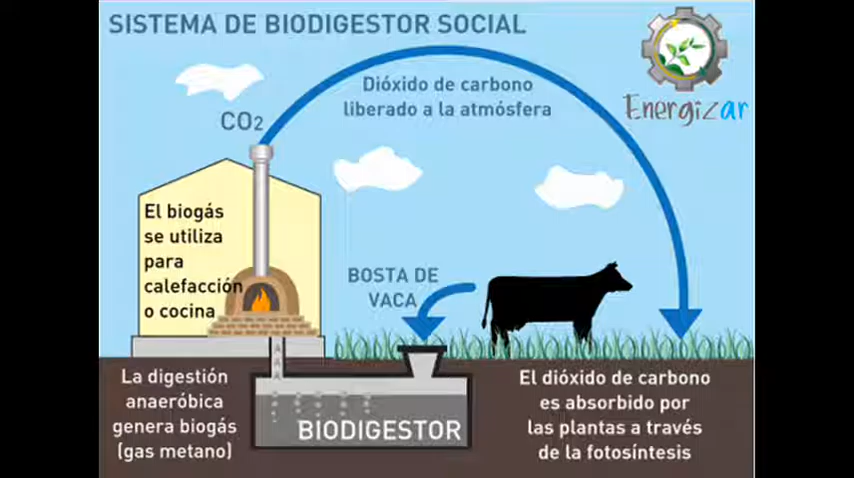 SISTEMA DE BIODIGESTOR SOCIAL
Energizar
Dióxido de carbono
liberado a la atmósfera
CO2
El biogás
se utiliza
para
calefacción
o cocina
BOSTA DE
VACA
La digestión
anaeróbica
genera biogás
(gas metano)
BIODIGESTOR
El dióxido de carbono
es absorbido por
las plantas a través
de la fotosíntesis